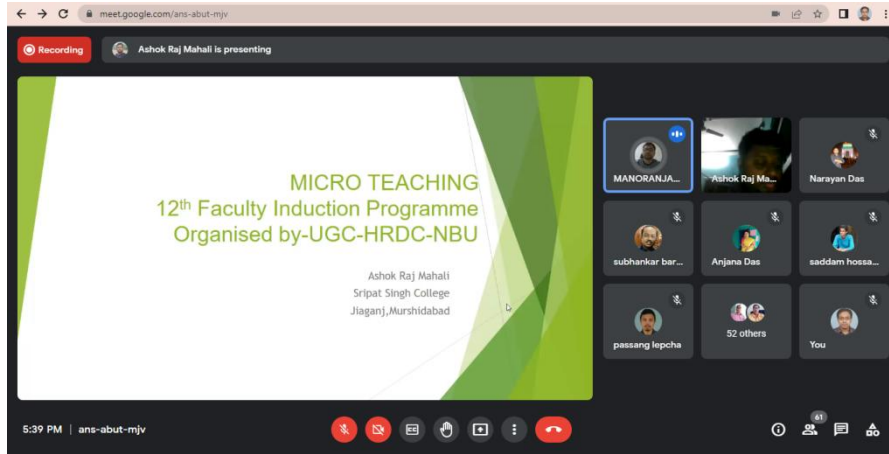 meet.google.com/ans-abut-mjv
Recording
Ashok Raj Mahali is presenting
MICRO TEACHING
12th Faculty Induction Programme
Organised by-UGC-HRDC-NBU
Ashok Raj Mahali
Sripat Singh College
Jiaganj,Murshidabad
MANORANJA...
Ashok Raj Ma...
Narayan Das
subhankar bar...
Anjana Das
saddam hossa...
passang lepcha
52 others
You
5:39 PM | ans-abut-mjv
61